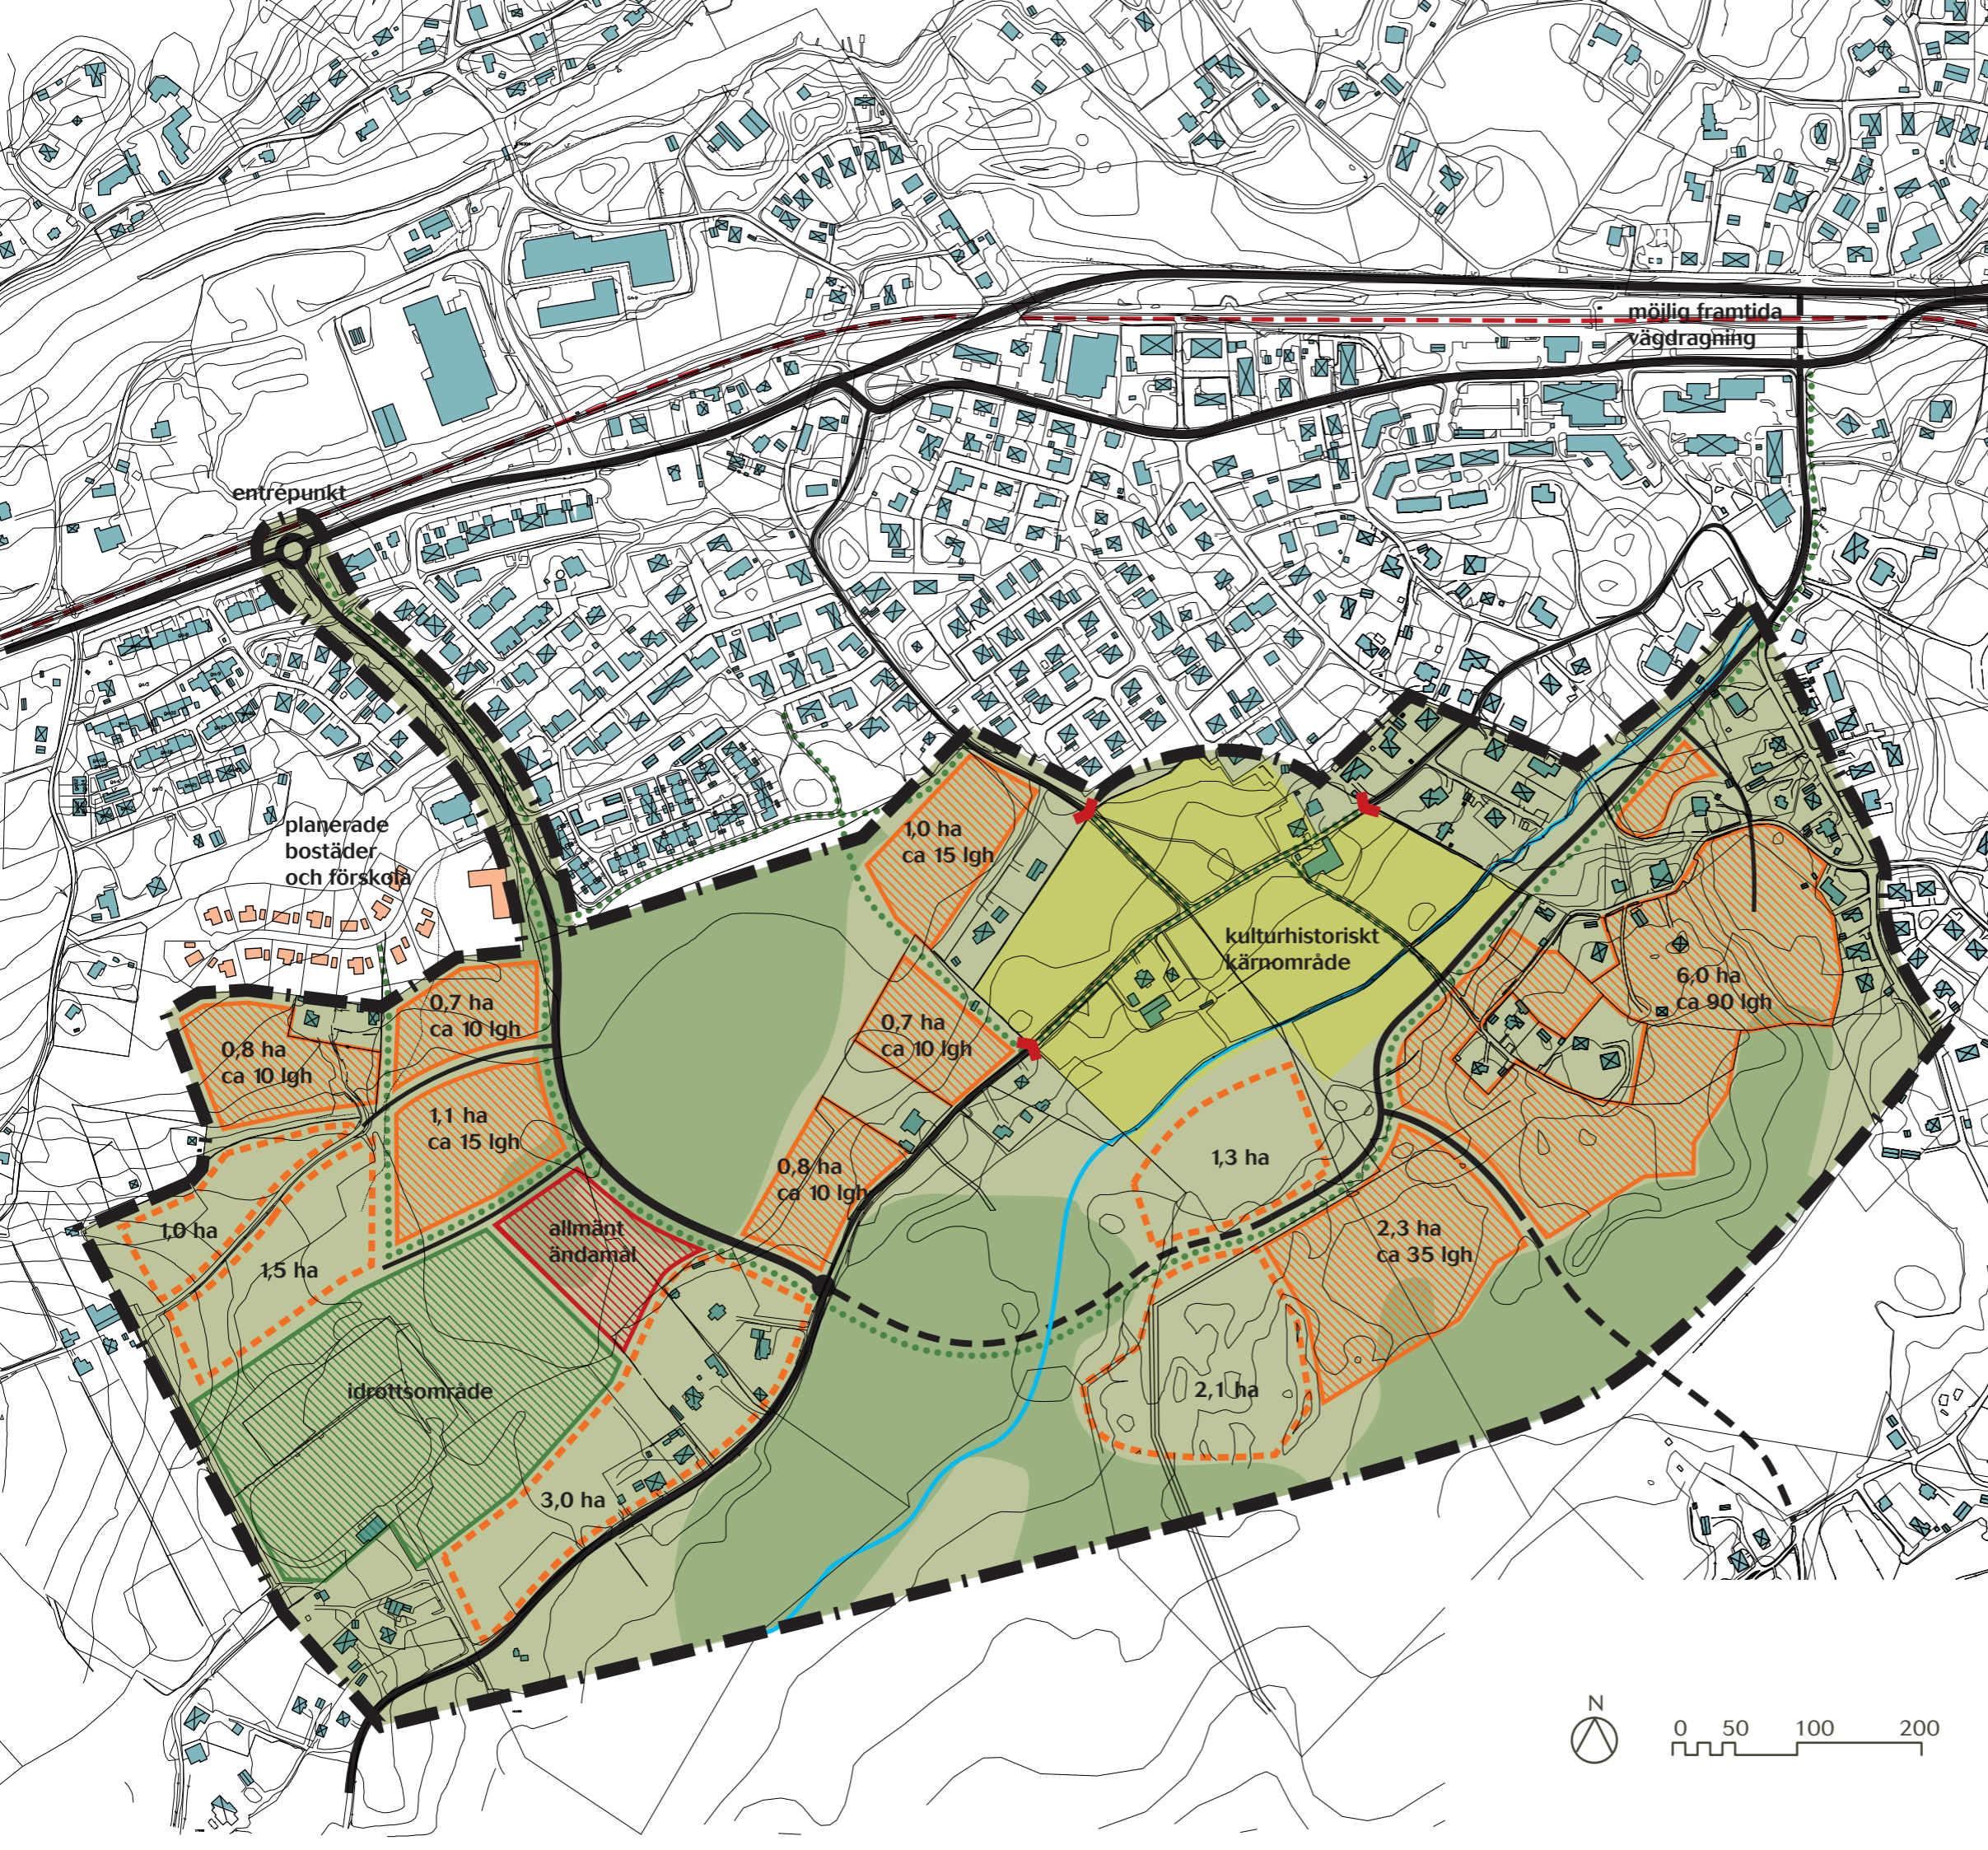 möjlig framtida
vägdragning
entrépunkt
planerade
bostäder
och förskola
1,0 ha
ca 15 lgh
kulturhistoriskt
kärnområde
6,0 ha
ca 90 lgh
0,7 ha
ca 10 lgh
0,7 ha
ca 10 lgh
0,8 ha
ca 10 lgh
1,1 ha
ca 15 lgh
1,3 ha
0,8 ha
ca 10 lgh
1,0 ha
1,5 ha
allmänt
ändamål
2,3 ha
ca 35 lgh
idrottsområde
2,1 ha
3,0 ha
N
0 50 100 200